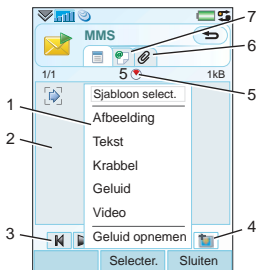 7
MMS
6
1/1
5
1kB
5
Sjabloon select.
1
Afbeelding
2
Tekst
Krabbel
Geluid
Video
3
Geluid opnemen
4
Selecter.
Sluiten